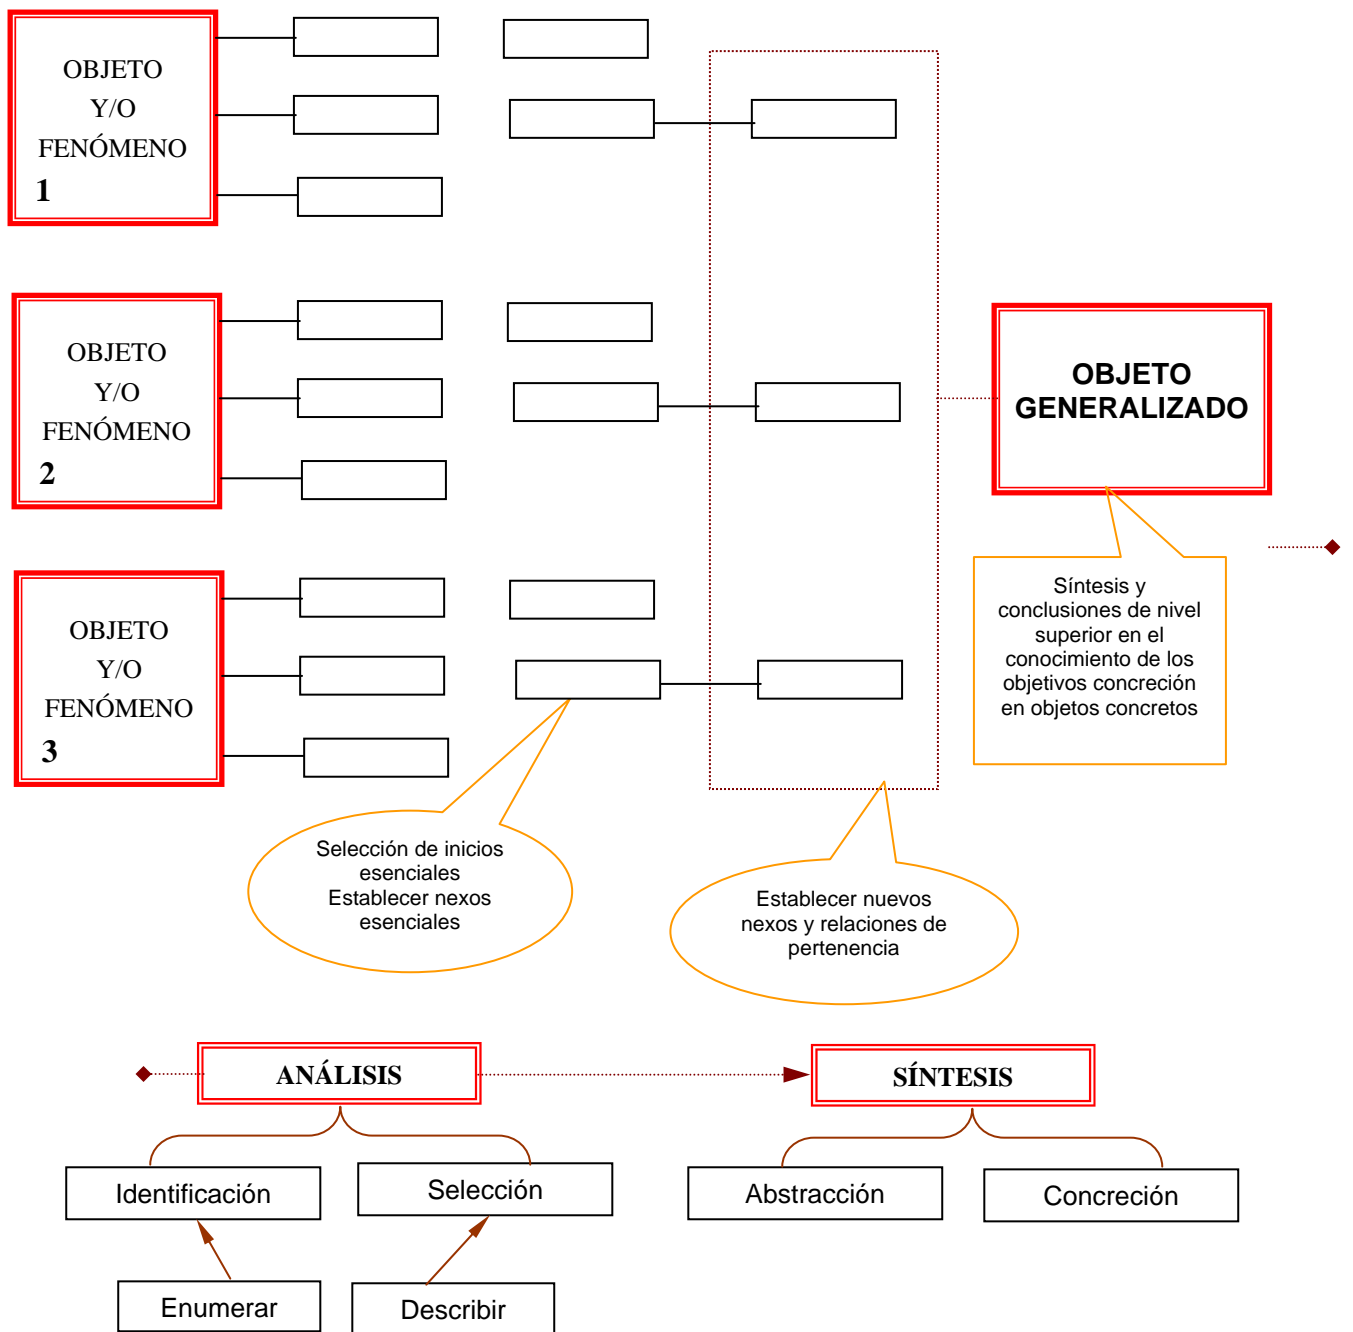 OBJETO
Y/O
FENÓMENO
1
OBJETO
Y/O
FENÓMENO
2
OBJETO
GENERALIZADO
OBJETO
Y/O
FENÓMENO
3
Síntesis y
conclusiones de nivel
superior en el
conocimiento de los
objetivos concreción
en objetos concretos
Selección de inicios
esenciales
Establecer nexos
esenciales
Establecer nuevos
nexos y relaciones de
pertenencia
ANÁLISIS
SÍNTESIS
Identificación
Selección
Abstracción
Concreción
Enumerar
Describir